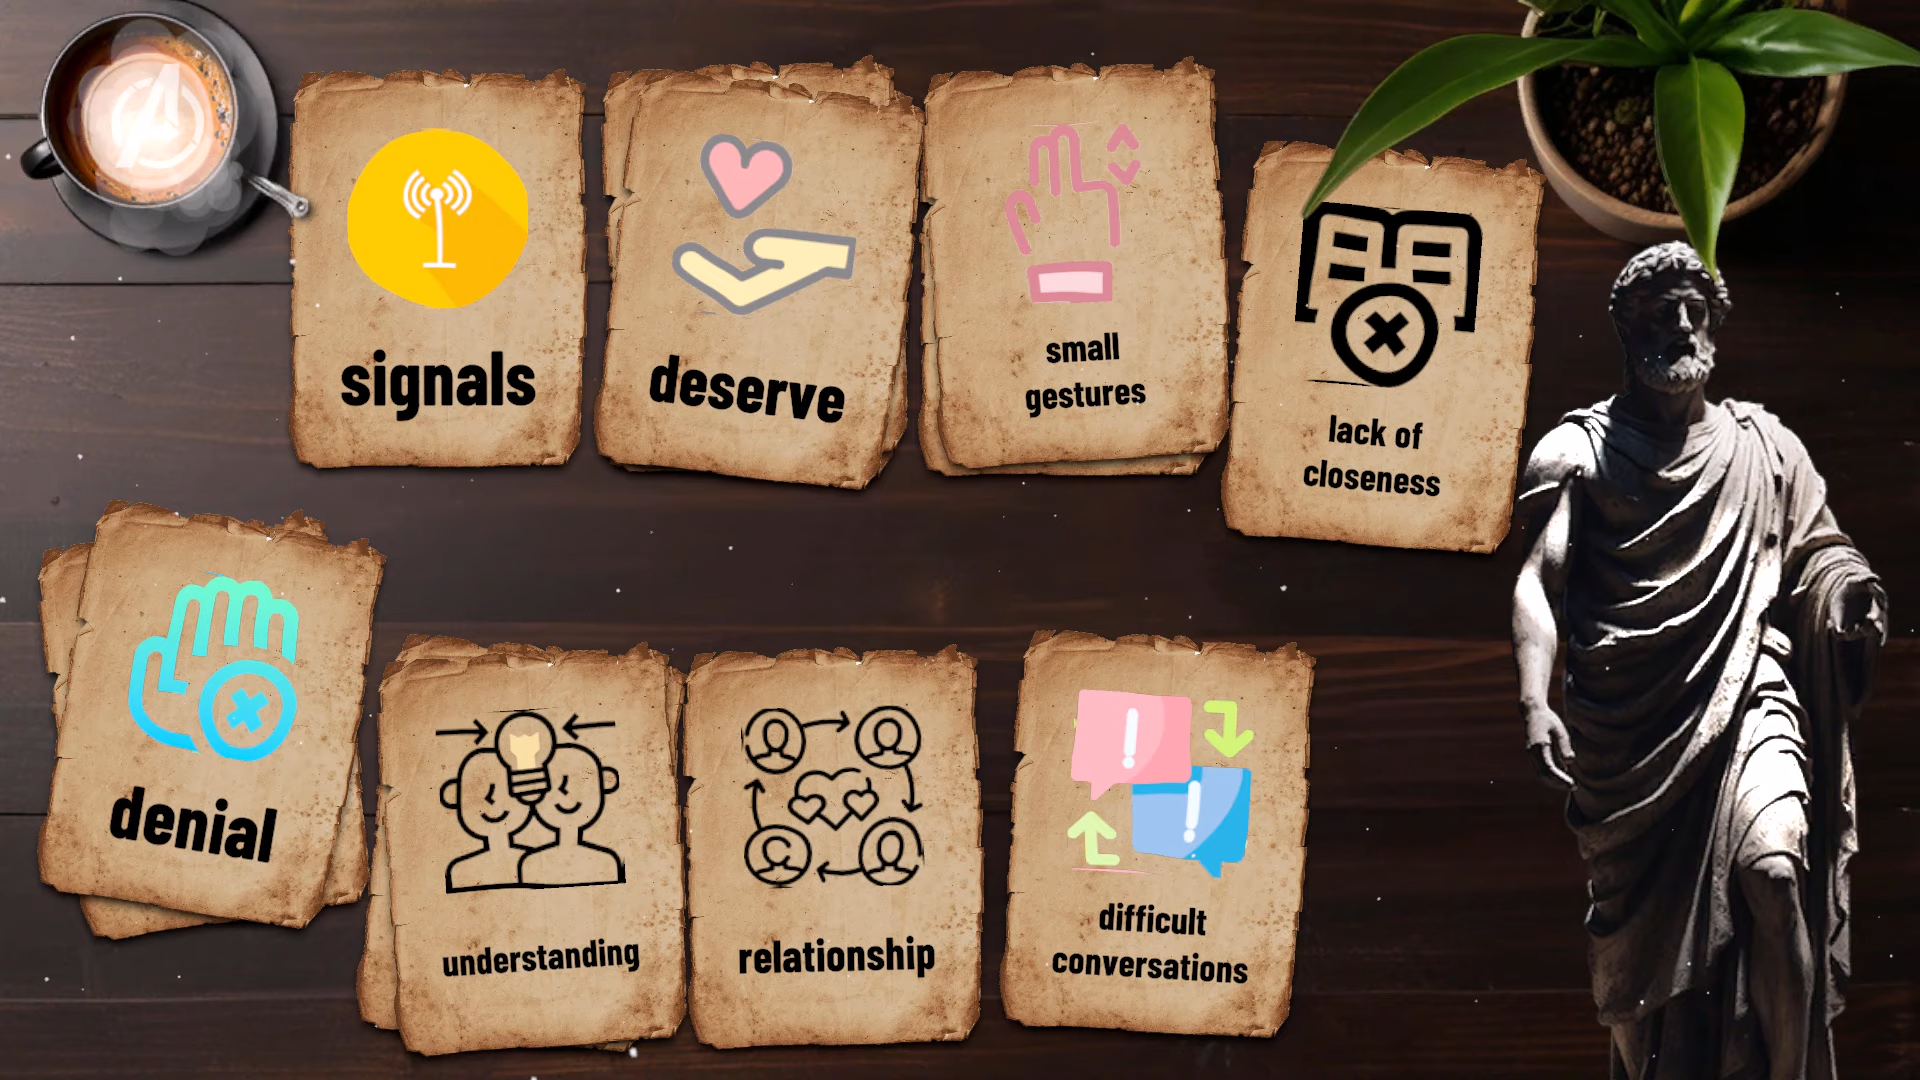 signals
deserve
small
gestures
lack of
closeness
denial
understanding
relationship
difficult
conversations